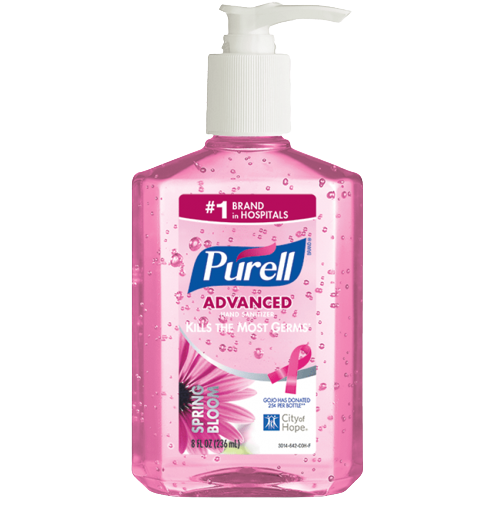 #1 BRAND
in HOSPITALS
Purell
ADVANCED
HAND SANITIZER
KILLS THE MOST GERMS
SPRING
BLOOM
GOJO HAS DONATED
25¢ PER BOTTLE**
City of
Hope®
8 fl OZ (236 mL)